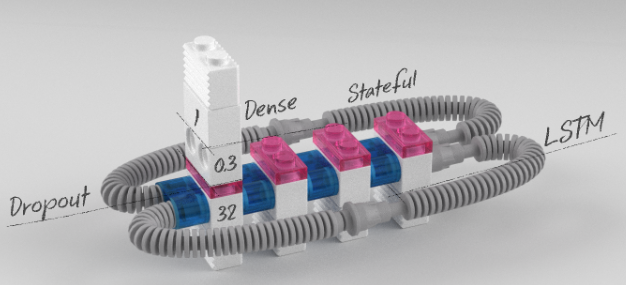 Stateful
Dense
1
LSTM
0.3
Dropout
32